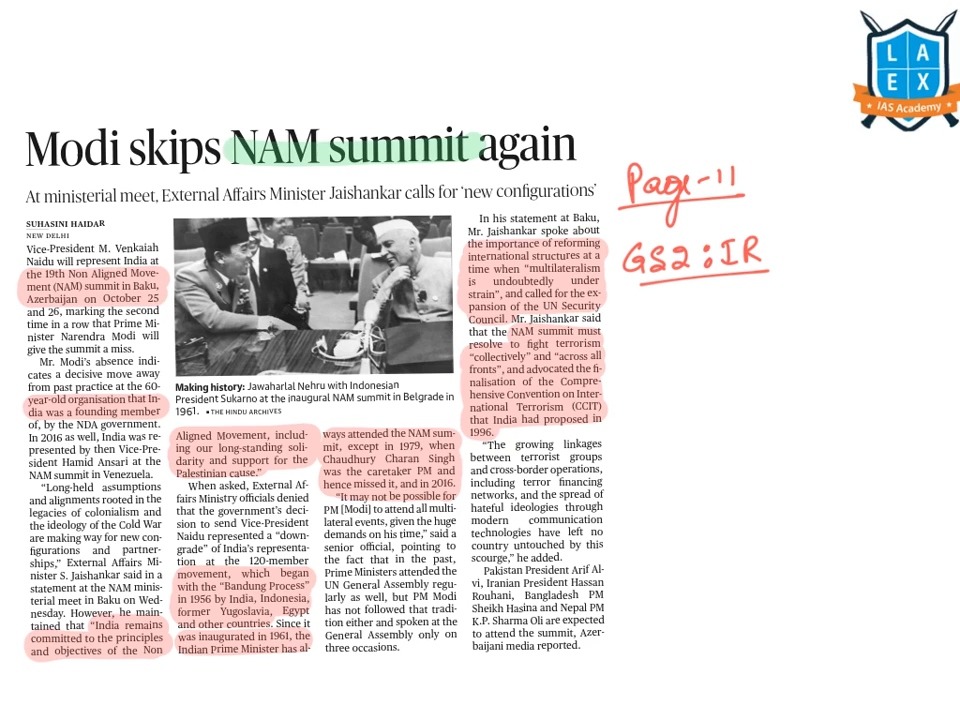 L A
E X
iAS Academy
Modi skips NAM summit again
At ministerial meet, External Affairs Minister Jaishankar calls for ‘new configurations’
Page-11
GS2:IR
SUHASINI HAIDAR
NEW DELHI
Vice-President M. Venkaiah
Naidu will represent India at
the 19th Non Aligned Move-
ment (NAM) summit in Baku,
Azerbaijan on October 25
and 26, marking the second
time in a row that Prime Mi-
nister Narendra Modi will
give the summit a miss.
Mr. Modi’s absence indi-
cates a decisive move away
from past practice at the 60-
year-old organisation that In-
dia was a founding member
of, by the NDA government.
In 2016 as well, India was re-
presented by then Vice-Pre-
sident Hamid Ansari at the
NAM summit in Venezuela.
“Long-held assumptions
and alignments rooted in the
legacies of colonialism and
the ideology of the Cold War
are making way for new con-
figurations and partner-
ships,” External Affairs Mi-
nister S. Jaishankar said in a
statement at the NAM minis-
terial meet in Baku on Wed-
nesday. However, he main-
tained that “India remains
committed to the principles
and objectives of the Non
Making history: Jawaharlal Nehru with Indonesian
President Sukarno at the inaugural NAM summit in Belgrade in
1961. •THE HINDU ARCHIVES
Aligned Movement, includ-
ing our long-standing soli-
darity and support for the
Palestinian cause.”
When asked, External Af-
fairs Ministry officials denied
that the government’s deci-
sion to send Vice-President
Naidu represented a “down-
grade” of India’s representa-
tion at the 120-member
movement, which began
with the “Bandung Process”
in 1956 by India, Indonesia,
former Yugoslavia, Egypt
and other countries. Since it
was inaugurated in 1961, the
Indian Prime Minister has al-
ways attended the NAM sum-
mit, except in 1979, when
Chaudhury Charan Singh
was the caretaker PM and
hence missed it, and in 2016.
“It may not be possible for
PM [Modi] to attend all multi-
lateral events, given the huge
demands on his time,” said a
senior official, pointing to
the fact that in the past,
Prime Ministers attended the
UN General Assembly regu-
larly as well, but PM Modi
has not followed that tradi-
tion either and spoken at the
General Assembly only on
three occasions.
In his statement at Baku,
Mr. Jaishankar spoke about
the importance of reforming
international structures at a
time when “multilateralism
is undoubtedly under
strain”, and called for the ex-
pansion of the UN Security
Council. Mr. Jaishankar said
that the NAM summit must
resolve to fight terrorism
“collectively” and “across all
fronts”, and advocated the fi-
nalisation of the Compre-
hensive Convention on Inter-
national Terrorism (CCIT)
that India had proposed in
1996.
“The growing linkages
between terrorist groups
and cross-border operations,
including terror financing
networks, and the spread of
hateful ideologies through
modern communication
technologies have left no
country untouched by this
scourge,” he added.
Pakistan President Arif Al-
vi, Iranian President Hassan
Rouhani, Bangladesh PM
Sheikh Hasina and Nepal PM
K.P. Sharma Oli are expected
to attend the summit, Azer-
baijani media reported.